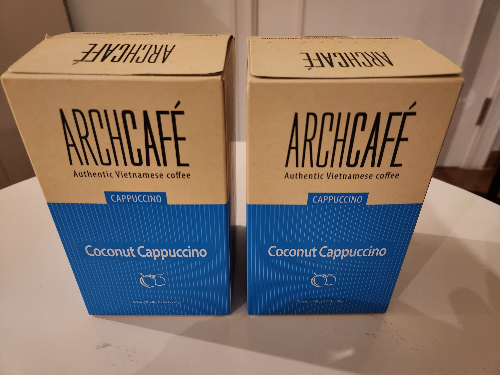 ARCHCAFÉ
ARCHCAFÉ
Authentic Vietnamese coffee
CAPPUCCINO
Coconut Cappuccino
ARCHCAFÉ
ARCHCAFÉ
Authentic Vietnamese coffee
CAPPUCCINO
Coconut Cappuccino